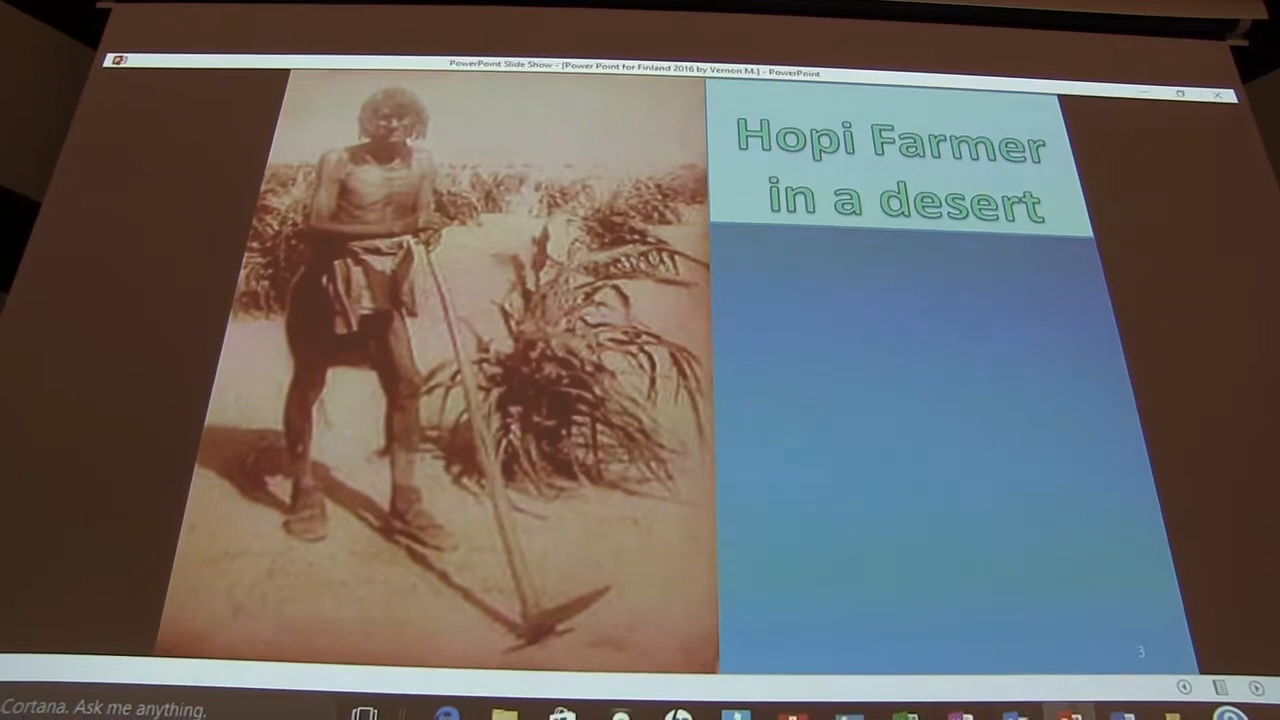 PowerPoint Slide Show - [Power Point for Finland 2016 by Vernon M.] - PowerPoint
Hopi Farmer
in a desert
3
Cortana. Ask me anything.